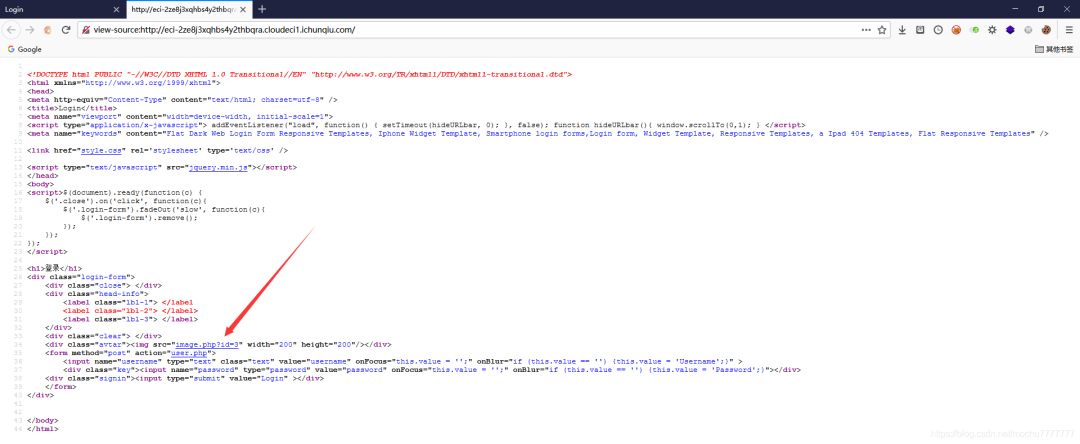 Login
http://eci-2ze8j3xqhbs4y2thbqra
view-source:http://eci-2ze8j3xqhbs4y2thbqra.cloudeci1.ichunqiu.com/
Google
其他书签
1
2 <!DOCTYPE html PUBLIC "-//W3C//DTD XHTML 1.0 Transitional//EN" "http://www.w3.org/TR/xhtml1/DTD/xhtml1-transitional.dtd">
3 <html xmlns="http://www.w3.org/1999/xhtml">
4 <head>
5 <meta http-equiv="Content-Type" content="text/html; charset=utf-8" />
6 <title>Login</title>
7 <meta name="viewport" content="width=device-width, initial-scale=1">
8 <script type="application/x-javascript"> addEventListener("load", function() { setTimeout(hideURLbar, 0); }, false); function hideURLbar(){ window.scrollTo(0,1); } </script>
9 <meta name="keywords" content="Flat Dark Web Login Form Responsive Templates, Iphone Widget Template, Smartphone login forms,Login form, Widget Template, Responsive Templates, a Ipad 404 Templates, Flat Responsive Templates" />
10
11 <link href="style.css" rel='stylesheet' type='text/css' />
12
13 <script type="text/javascript" src="jquery.min.js"></script>
14 </head>
15 <body>
16 <script>$(document).ready(function(c) {
17 $('.close').on('click', function(c){
18 $('.login-form').fadeOut('slow', function(c){
19 $('.login-form').remove();
20 });
21 });
22 });
23 </script>
24
25 <h1>登录</h1>
26 <div class="login-form">
27 <div class="close"> </div>
28 <div class="head-info">
29 <label class="lbl-1"> </label
30 <label class="lbl-2"> </label>
31 <label class="lbl-3"> </label>
32 </div>
33 <div class="clear"> </div>
34 <div class="avtar"><img src="image.php?id=3" width="200" height="200"/></div>
35 <form method="post" action="user.php">
36 <input name="username" type="text" class="text" value="username" onFocus="this.value = '';" onBlur="if (this.value == '') {this.value = 'Username';}" >
37 <div class="key"><input name="password" type="password" value="password" onFocus="this.value = '';" onBlur="if (this.value == '') {this.value = 'Password';}"></div>
38 <div class="signin"><input type="submit" value="Login" ></div>
39 </form>
40 </div>
41
42
43 </body>
44 </html>
https://blog.csdn.net/mochu7777777